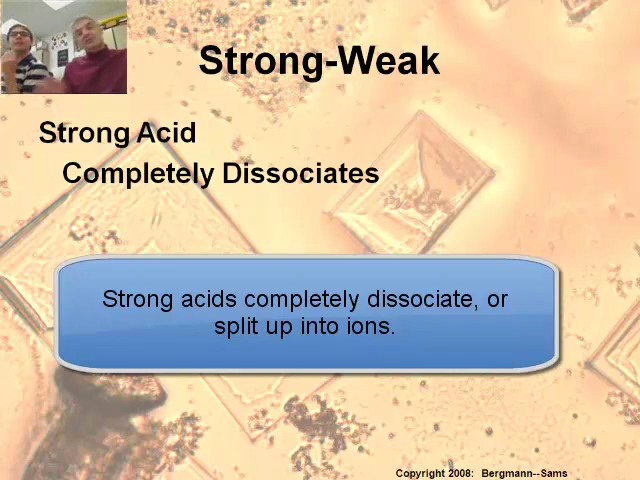 Strong-Weak
Strong Acid
Completely Dissociates
Strong acids completely dissociate, or
split up into ions.
Copyright 2008: Bergmann--Sams